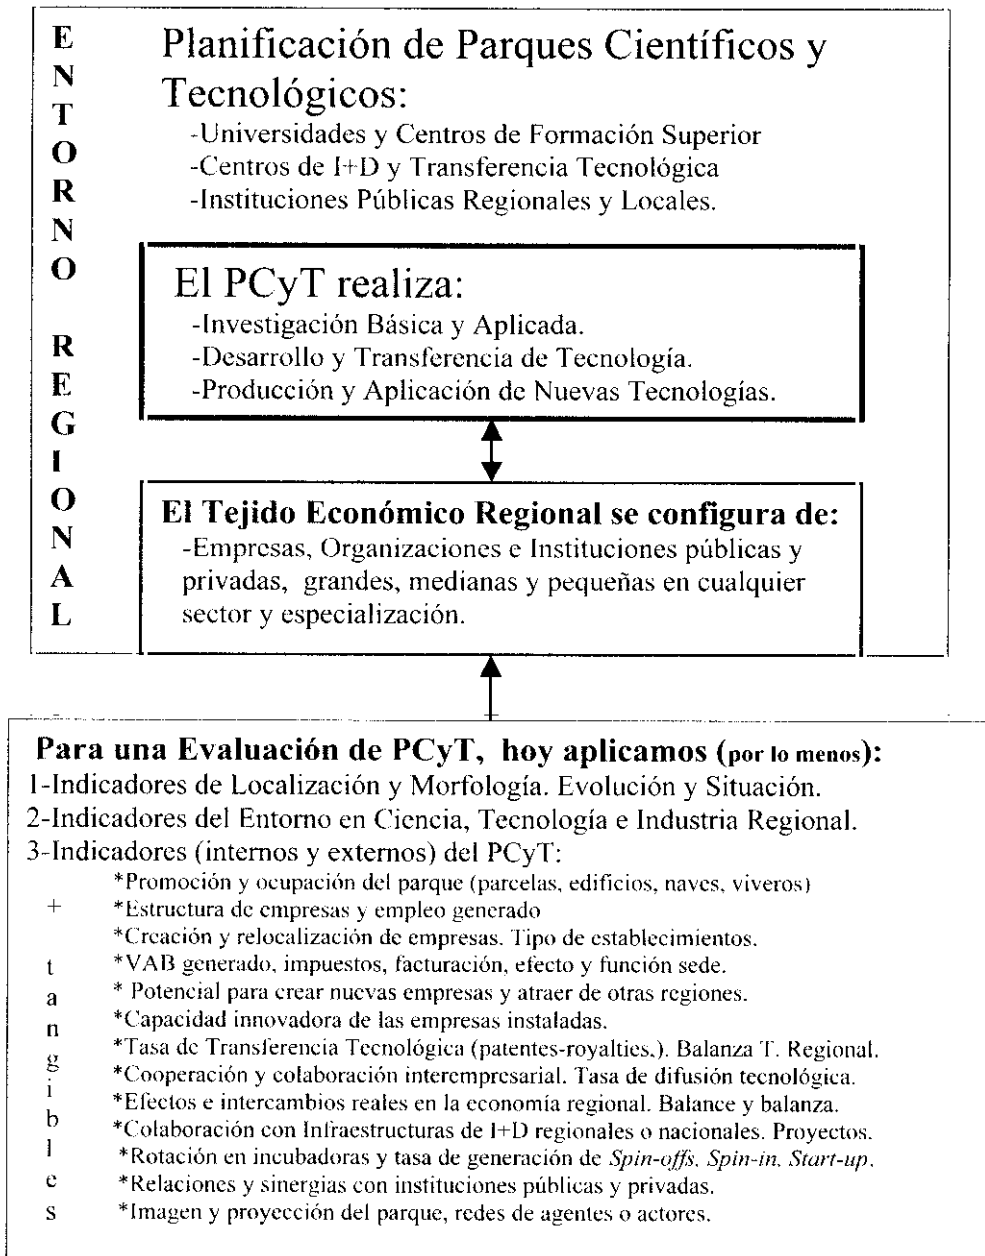 ENTORNO REGIONAL
Planificación de Parques Científicos y
Tecnológicos:
-Universidades y Centros de Formación Superior
-Centros de I+D y Transferencia Tecnológica
-Instituciones Públicas Regionales y Locales.
El PCyT realiza:
-Investigación Básica y Aplicada.
-Desarrollo y Transferencia de Tecnología.
-Producción y Aplicación de Nuevas Tecnologías.
El Tejido Económico Regional se configura de:
-Empresas, Organizaciones e Instituciones públicas y
privadas, grandes, medianas y pequeñas en cualquier
sector y especialización.
Para una Evaluación de PCyT, hoy aplicamos (por lo menos):
1-Indicadores de Localización y Morfología. Evolución y Situación.
2-Indicadores del Entorno en Ciencia, Tecnología e Industria Regional.
3-Indicadores (internos y externos) del PCyT:
+ tangibles
*Promoción y ocupación del parque (parcelas, edificios, naves, viveros)
*Estructura de empresas y empleo generado
*Creación y relocalización de empresas. Tipo de establecimientos.
*VAB generado, impuestos, facturación, efecto y función sede.
* Potencial para crear nuevas empresas y atraer de otras regiones.
*Capacidad innovadora de las empresas instaladas.
*Tasa de Transferencia Tecnológica (patentes-royalties.). Balanza T. Regional.
*Cooperación y colaboración interempresarial. Tasa de difusión tecnológica.
*Efectos e intercambios reales en la economía regional. Balance y balanza.
*Colaboración con Infraestructuras de I+D regionales o nacionales. Proyectos.
*Rotación en incubadoras y tasa de generación de Spin-offs, Spin-in, Start-up.
*Relaciones y sinergias con instituciones públicas y privadas.
*Imagen y proyección del parque, redes de agentes o actores.